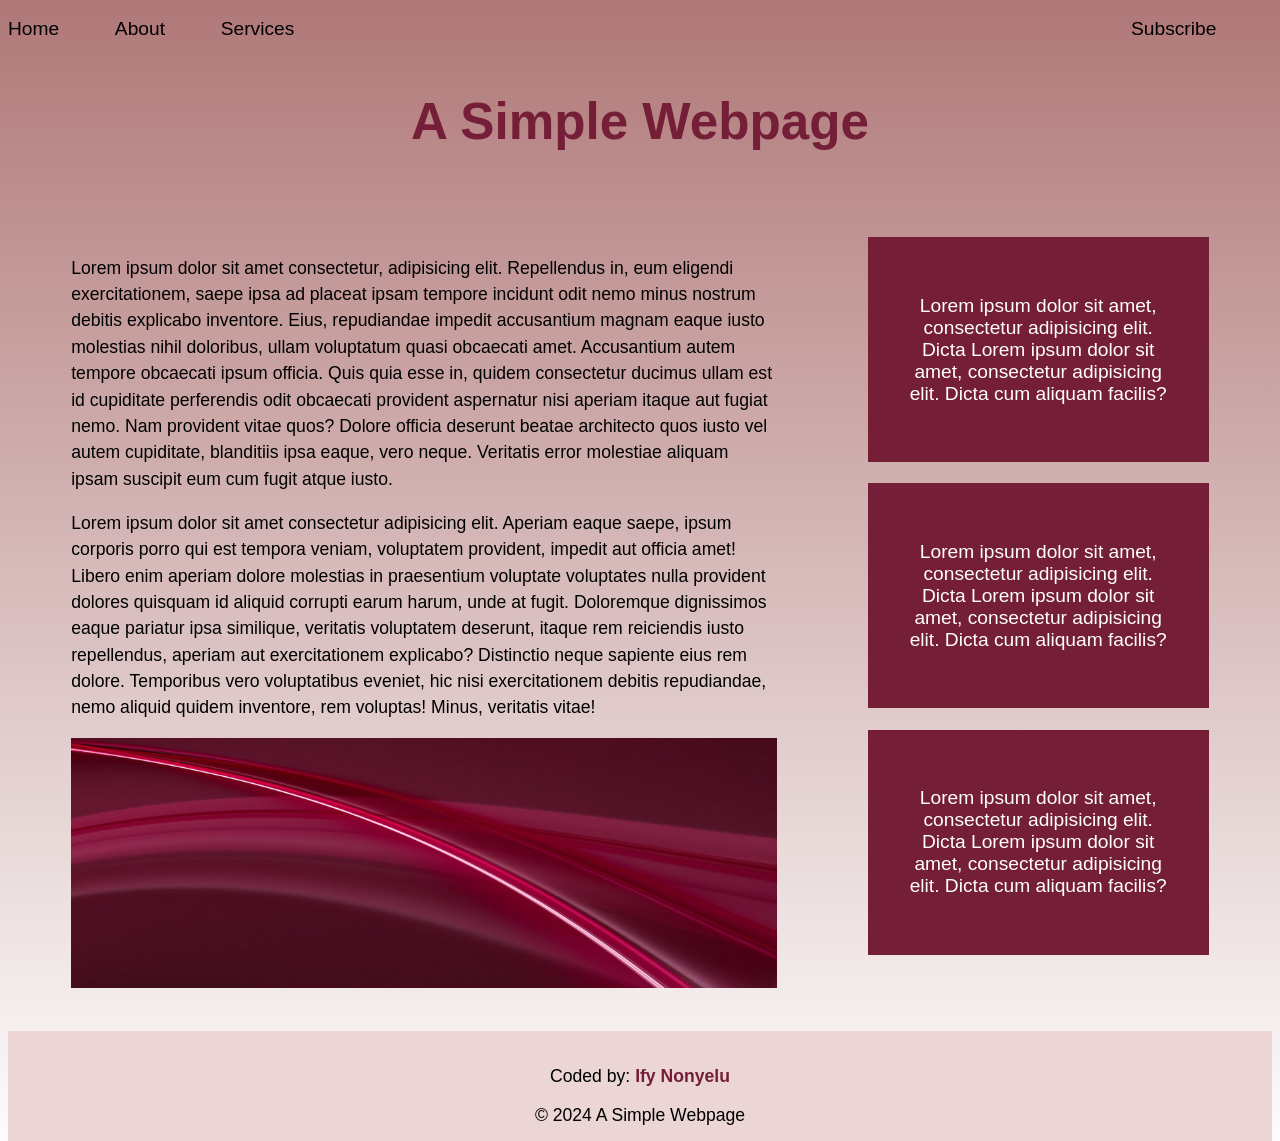 Home About Services Subscribe
A Simple Webpage
Lorem ipsum dolor sit amet consectetur, adipisicing elit. Repellendus in, eum eligendi
exercitationem, saepe ipsa ad placeat ipsam tempore incidunt odit nemo minus nostrum
debitis explicabo inventore. Eius, repudiandae impedit accusantium magnam eaque iusto
molestias nihil doloribus, ullam voluptatum quasi obcaecati amet. Accusantium autem
tempore obcaecati ipsum officia. Quis quia esse in, quidem consectetur ducimus ullam est
id cupiditate perferendis odit obcaecati provident aspernatur nisi aperiam itaque aut fugiat
nemo. Nam provident vitae quos? Dolore officia deserunt beatae architecto quos iusto vel
autem cupiditate, blanditiis ipsa eaque, vero neque. Veritatis error molestiae aliquam
ipsam suscipit eum cum fugit atque iusto.
Lorem ipsum dolor sit amet consectetur adipisicing elit. Aperiam eaque saepe, ipsum
corporis porro qui est tempora veniam, voluptatem provident, impedit aut officia amet!
Libero enim aperiam dolore molestias in praesentium voluptate voluptates nulla provident
dolores quisquam id aliquid corrupti earum harum, unde at fugit. Doloremque dignissimos
eaque pariatur ipsa similique, veritatis voluptatem deserunt, itaque rem reiciendis iusto
repellendus, aperiam aut exercitationem explicabo? Distinctio neque sapiente eius rem
dolore. Temporibus vero voluptatibus eveniet, hic nisi exercitationem debitis repudiandae,
nemo aliquid quidem inventore, rem voluptas! Minus, veritatis vitae!
Lorem ipsum dolor sit amet,
consectetur adipisicing elit.
Dicta Lorem ipsum dolor sit
amet, consectetur adipisicing
elit. Dicta cum aliquam facilis?
Lorem ipsum dolor sit amet,
consectetur adipisicing elit.
Dicta Lorem ipsum dolor sit
amet, consectetur adipisicing
elit. Dicta cum aliquam facilis?
Lorem ipsum dolor sit amet,
consectetur adipisicing elit.
Dicta Lorem ipsum dolor sit
amet, consectetur adipisicing
elit. Dicta cum aliquam facilis?
Coded by: Ify Nonyelu
© 2024 A Simple Webpage